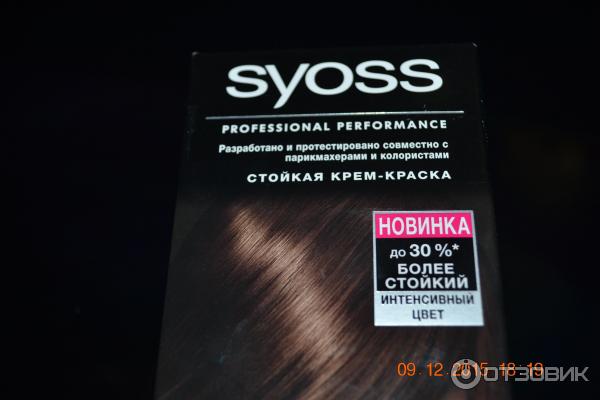 syoss
PROFESSIONAL PERFORMANCE
Разработано и протестировано совместно с
парикмахерами и колористами
СТОЙКАЯ КРЕМ-КРАСКА
НОВИНКА
ДО 30 %*
БОЛЕЕ
СТОЙКИЙ
ИНТЕНСИВНЫЙ
ЦВЕТ
09.12.2015 18:19
ОТЗОВИК